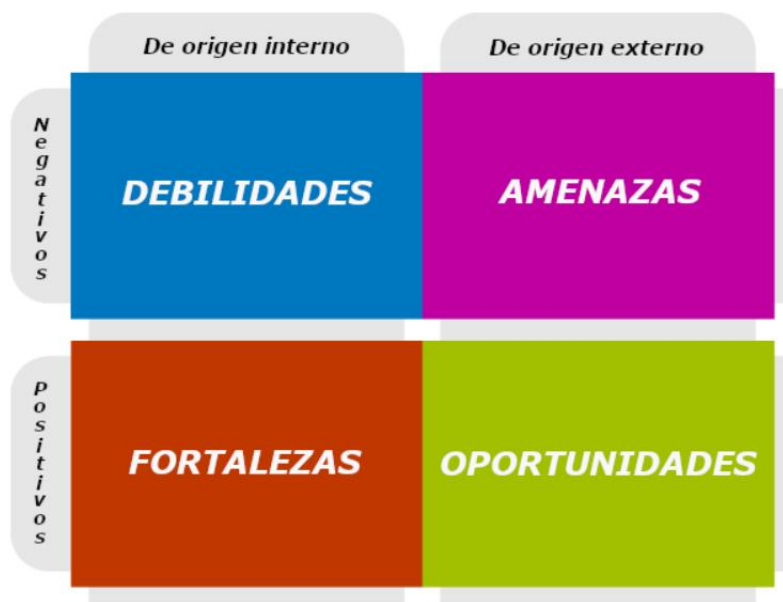 De origen interno
De origen externo
Negativos
DEBILIDADES
AMENAZAS
Positivos
FORTALEZAS
OPORTUNIDADES